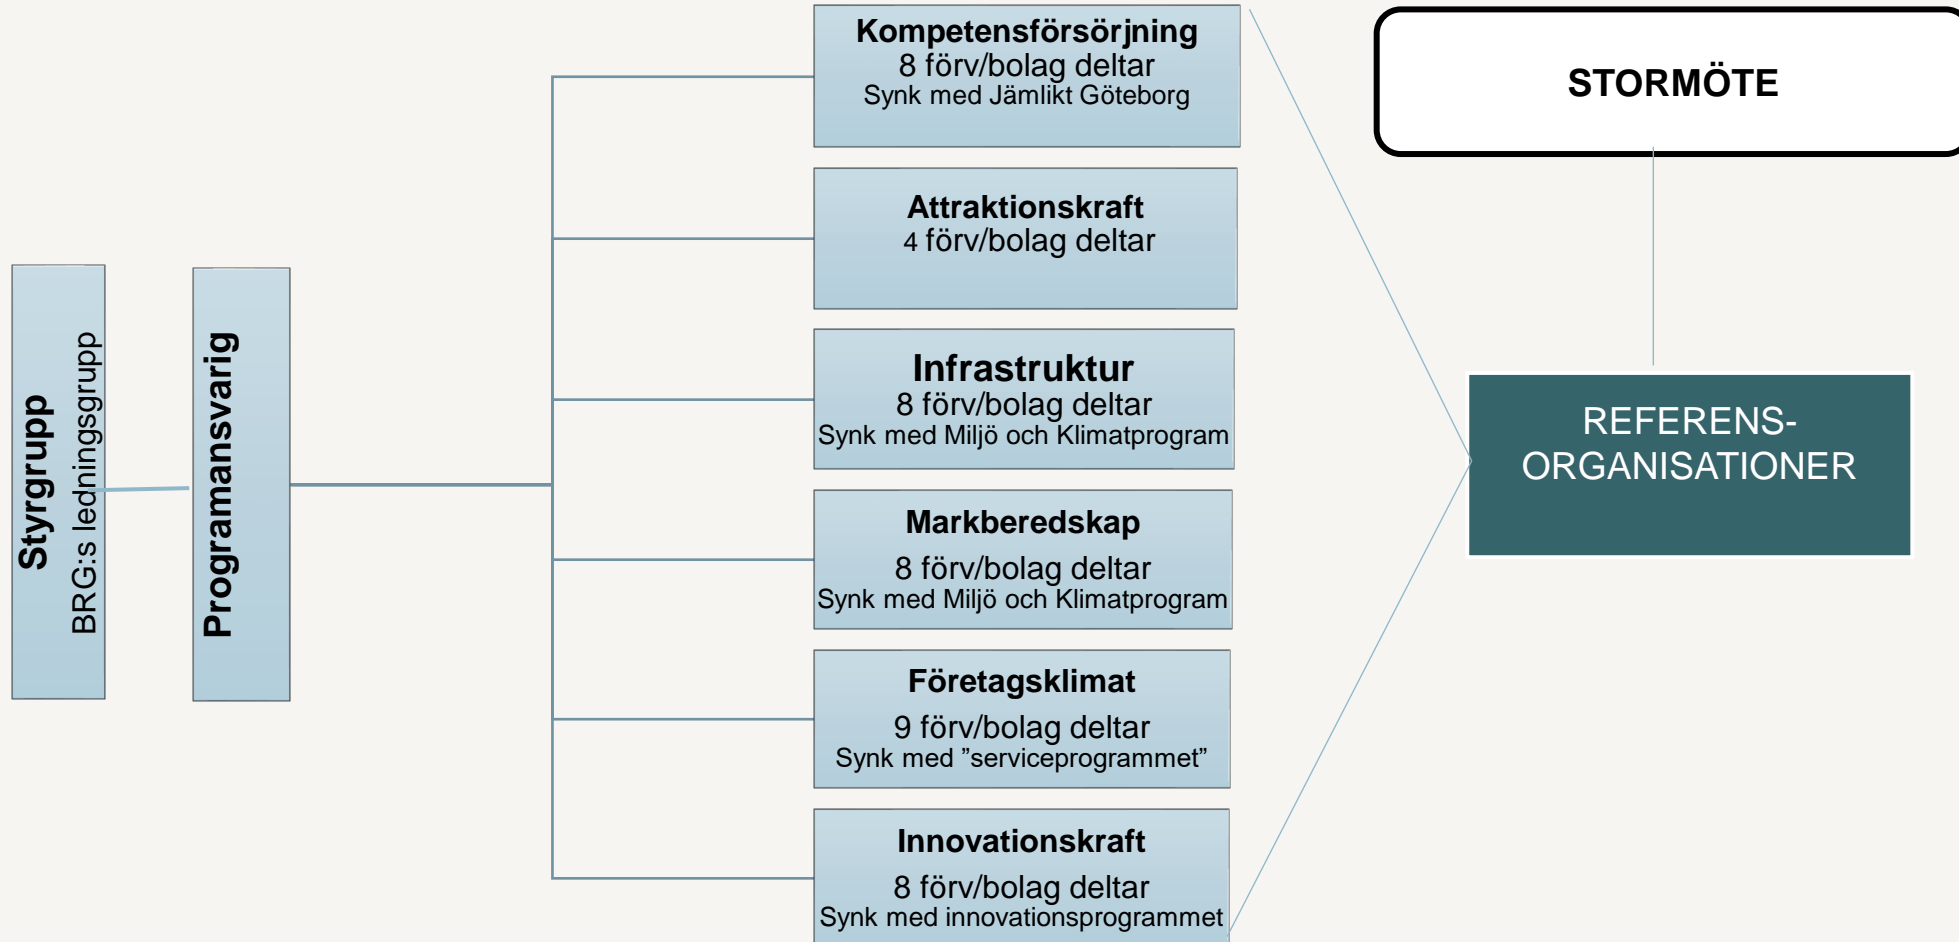 Styrgrupp
BRG:s ledningsgrupp
Programansvarig
Kompetensförsörjning
8 förv/bolag deltar
Synk med Jämlikt Göteborg
Attraktionskraft
4 förv/bolag deltar
Infrastruktur
8 förv/bolag deltar
Synk med Miljö och Klimatprogram
Markberedskap
8 förv/bolag deltar
Synk med Miljö och Klimatprogram
Företagsklimat
9 förv/bolag deltar
Synk med ”serviceprogrammet”
Innovationskraft
8 förv/bolag deltar
Synk med innovationsprogrammet
STORMÖTE
REFERENS-
ORGANISATIONER